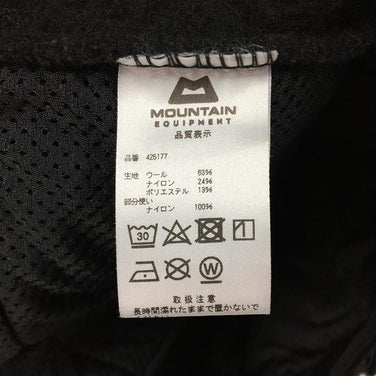 MOUNTAIN
EQUIPMENT
品質表示
品番 425177
生地 ウール 63%
ナイロン 24%
ポリエステル 13%
部分使い
ナイロン 100%
30
W
取扱注意
長時間濡れたままで置かないで